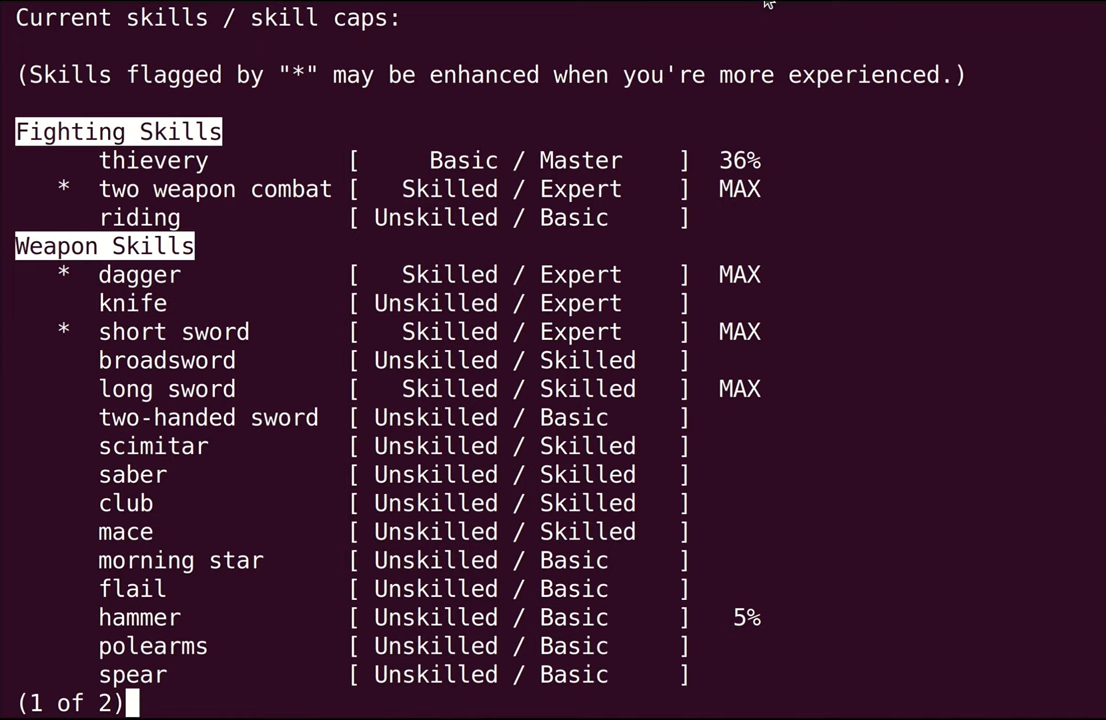 Current skills / skill caps:
(Skills flagged by "*" may be enhanced when you're more experienced.)
Fighting Skills
thievery [ Basic / Master ] 36%
* two weapon combat [ Skilled / Expert ] MAX
riding [ Unskilled / Basic ]
Weapon Skills
* dagger [ Skilled / Expert ] MAX
knife [ Unskilled / Expert ]
* short sword [ Skilled / Expert ] MAX
broadsword [ Unskilled / Skilled ]
long sword [ Skilled / Skilled ] MAX
two-handed sword [ Unskilled / Basic ]
scimitar [ Unskilled / Skilled ]
saber [ Unskilled / Skilled ]
club [ Unskilled / Skilled ]
mace [ Unskilled / Skilled ]
morning star [ Unskilled / Basic ]
flail [ Unskilled / Basic ]
hammer [ Unskilled / Basic ] 5%
polearms [ Unskilled / Basic ]
spear [ Unskilled / Basic ]
(1 of 2)